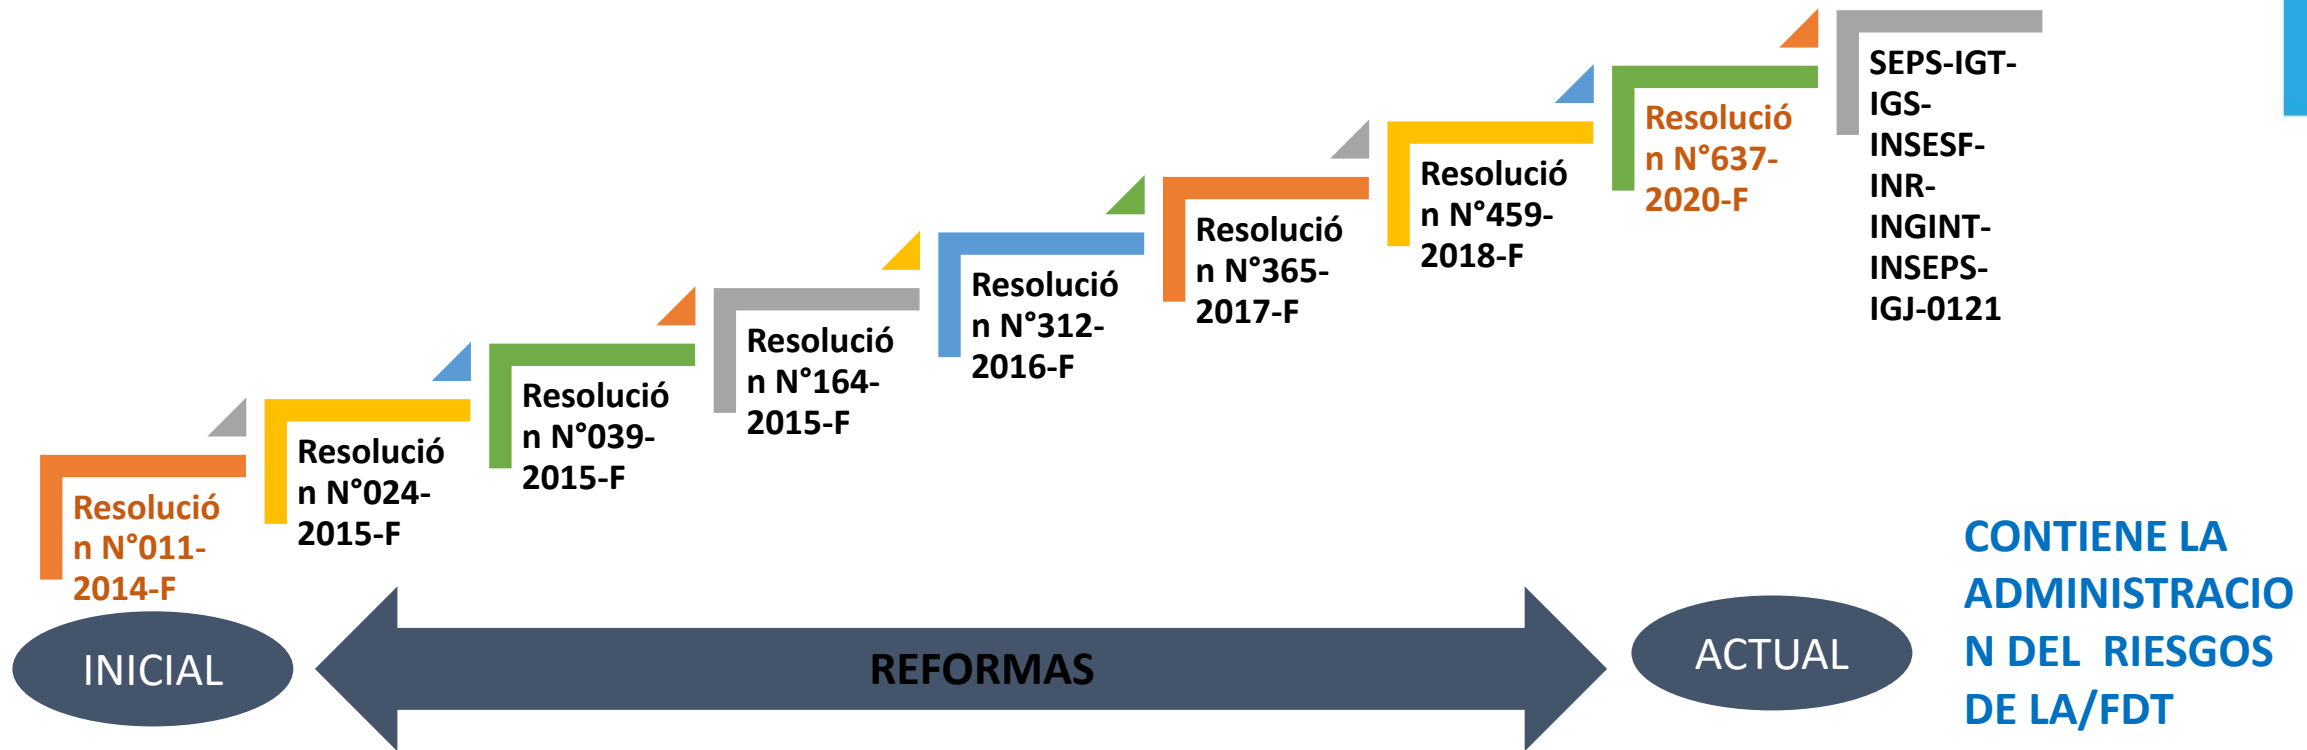 Resolució
n N°011-
2014-F
Resolució
n N°024-
2015-F
Resolució
n N°039-
2015-F
Resolució
n N°164-
2015-F
Resolució
n N°312-
2016-F
Resolució
n N°365-
2017-F
Resolució
n N°459-
2018-F
Resolució
n N°637-
2020-F
SEPS-IGT-
IGS-
INSESF-
INR-
INGINT-
INSEPS-
IGJ-0121
INICIAL
REFORMAS
ACTUAL
CONTIENE LA
ADMINISTRACIO
N DEL  RIESGOS
DE LA/FDT